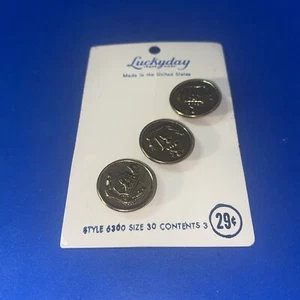 Luckyday
Made in the United States
STYLE 6300 SIZE 30 CONTENTS 3
29¢